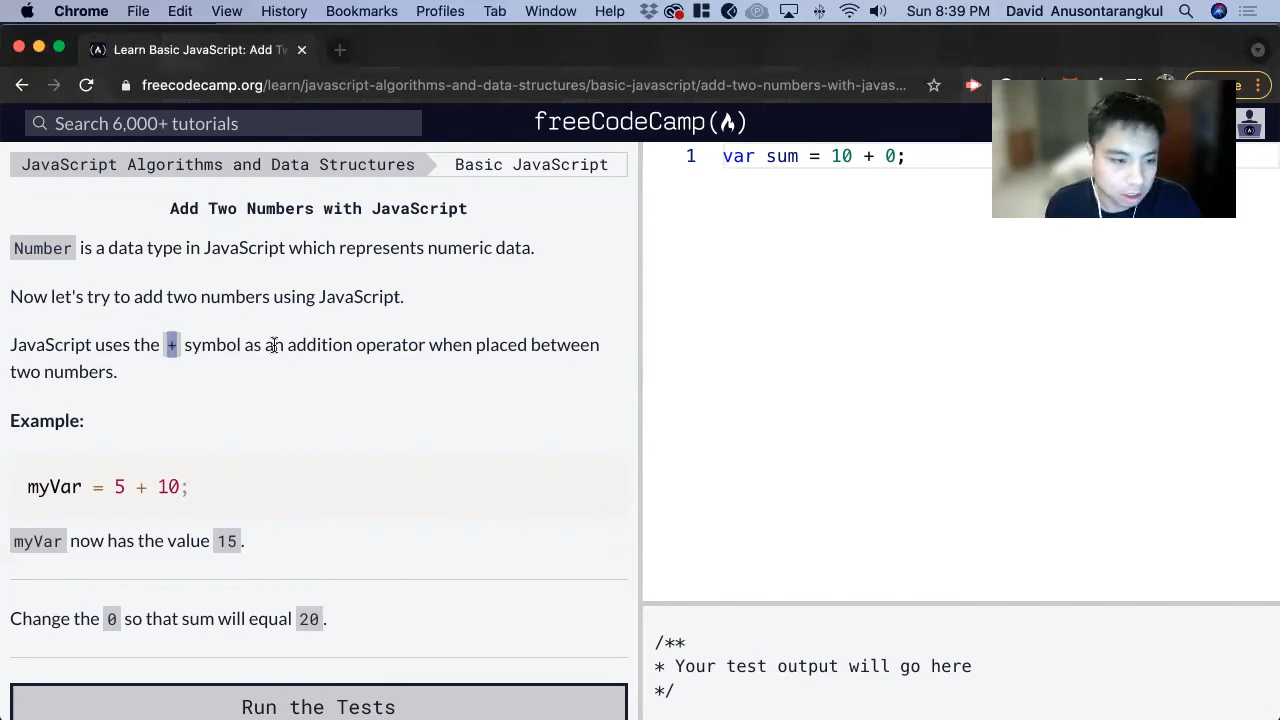 Chrome File Edit View History Bookmarks Profiles Tab Window Help Sun 8:39 PM David Anusontarangkul
Learn Basic JavaScript: Add Tw
freecodecamp.org/learn/javascript-algorithms-and-data-structures/basic-javascript/add-two-numbers-with-javas...
Search 6,000+ tutorials
freeCodeCamp
JavaScript Algorithms and Data Structures Basic JavaScript
Add Two Numbers with JavaScript
Number is a data type in JavaScript which represents numeric data.
Now let's try to add two numbers using JavaScript.
JavaScript uses the + symbol as an addition operator when placed between
two numbers.
Example:
myVar = 5 + 10;
myVar now has the value 15.
Change the 0 so that sum will equal 20.
Run the Tests
1 var sum = 10 + 0;
/**
* Your test output will go here
*/